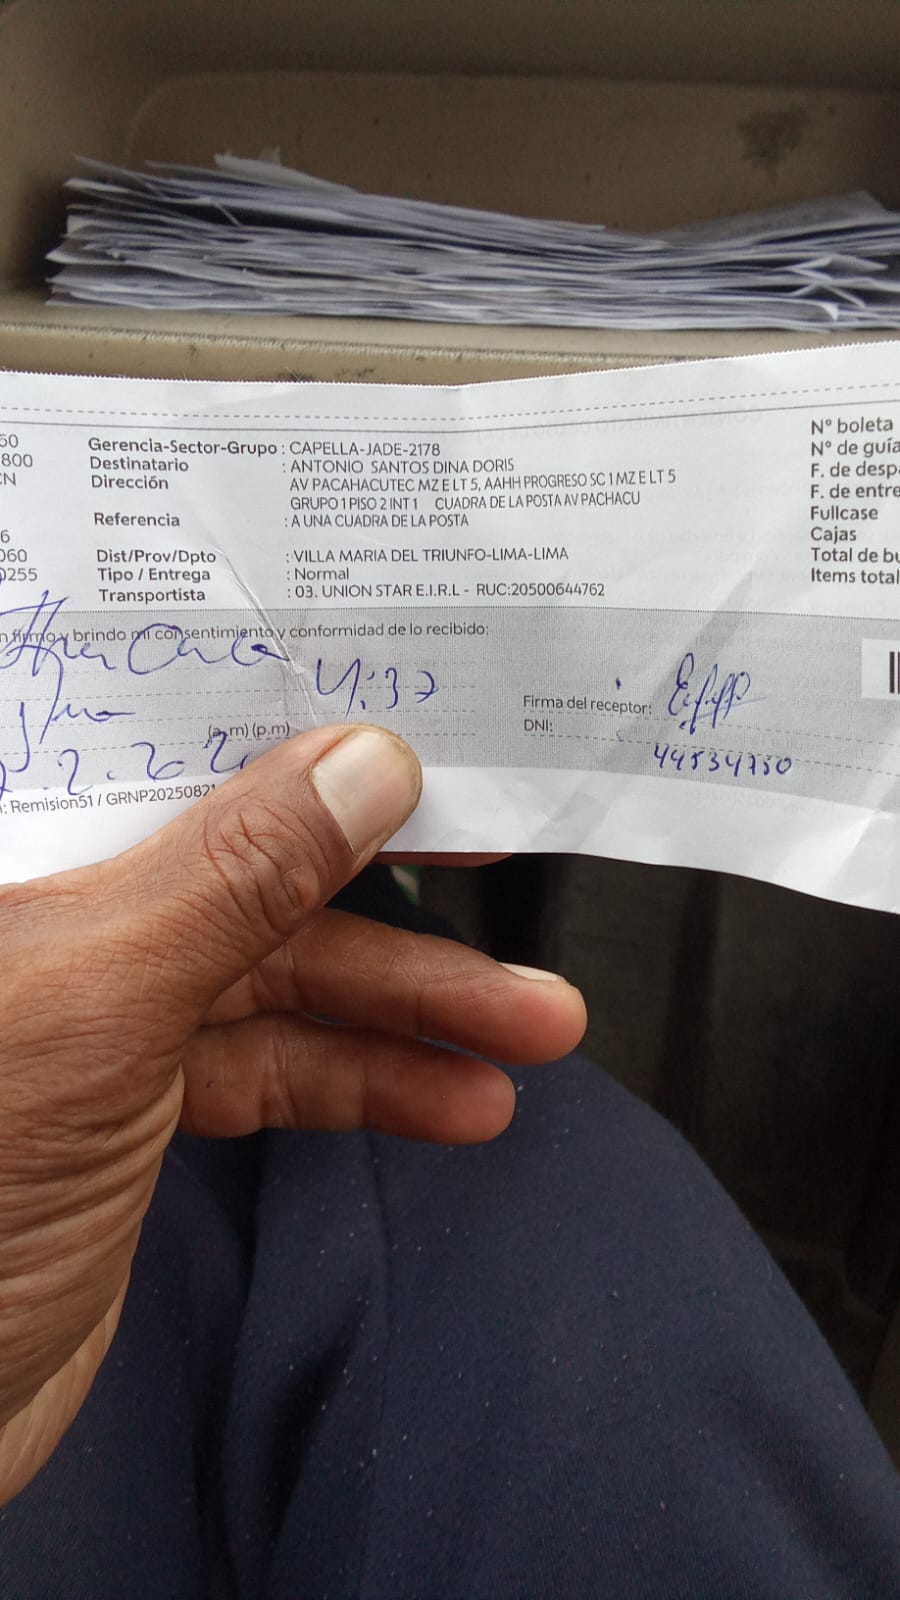 60
800
CN
6
060
0255
Gerencia-Sector-Grupo : CAPELLA-JADE-2178
Destinatario : ANTONIO SANTOS DINA DORIS
Dirección AV PACAHACUTEC MZ E LT 5, AAHH PROGRESO SC 1 MZ E LT 5
GRUPO 1 PISO 2 INT 1 CUADRA DE LA POSTA AV PACHACU
Referencia : A UNA CUADRA DE LA POSTA
Dist/Prov/Dpto : VILLA MARIA DEL TRIUNFO-LIMA-LIMA
Tipo / Entrega : Normal
Transportista : 03. UNION STAR E.I.R.L - RUC:20500644762
N° boleta
N° de guía
F. de desp
F. de entre
Fullcase
Cajas
Total de bu
Items total
n firmo y brindo mi consentimiento y conformidad de lo recibido:
4:37
(a.m) (p.m)
Firma del receptor:
DNI:
44534750
: Remision51 / GRNP20250821